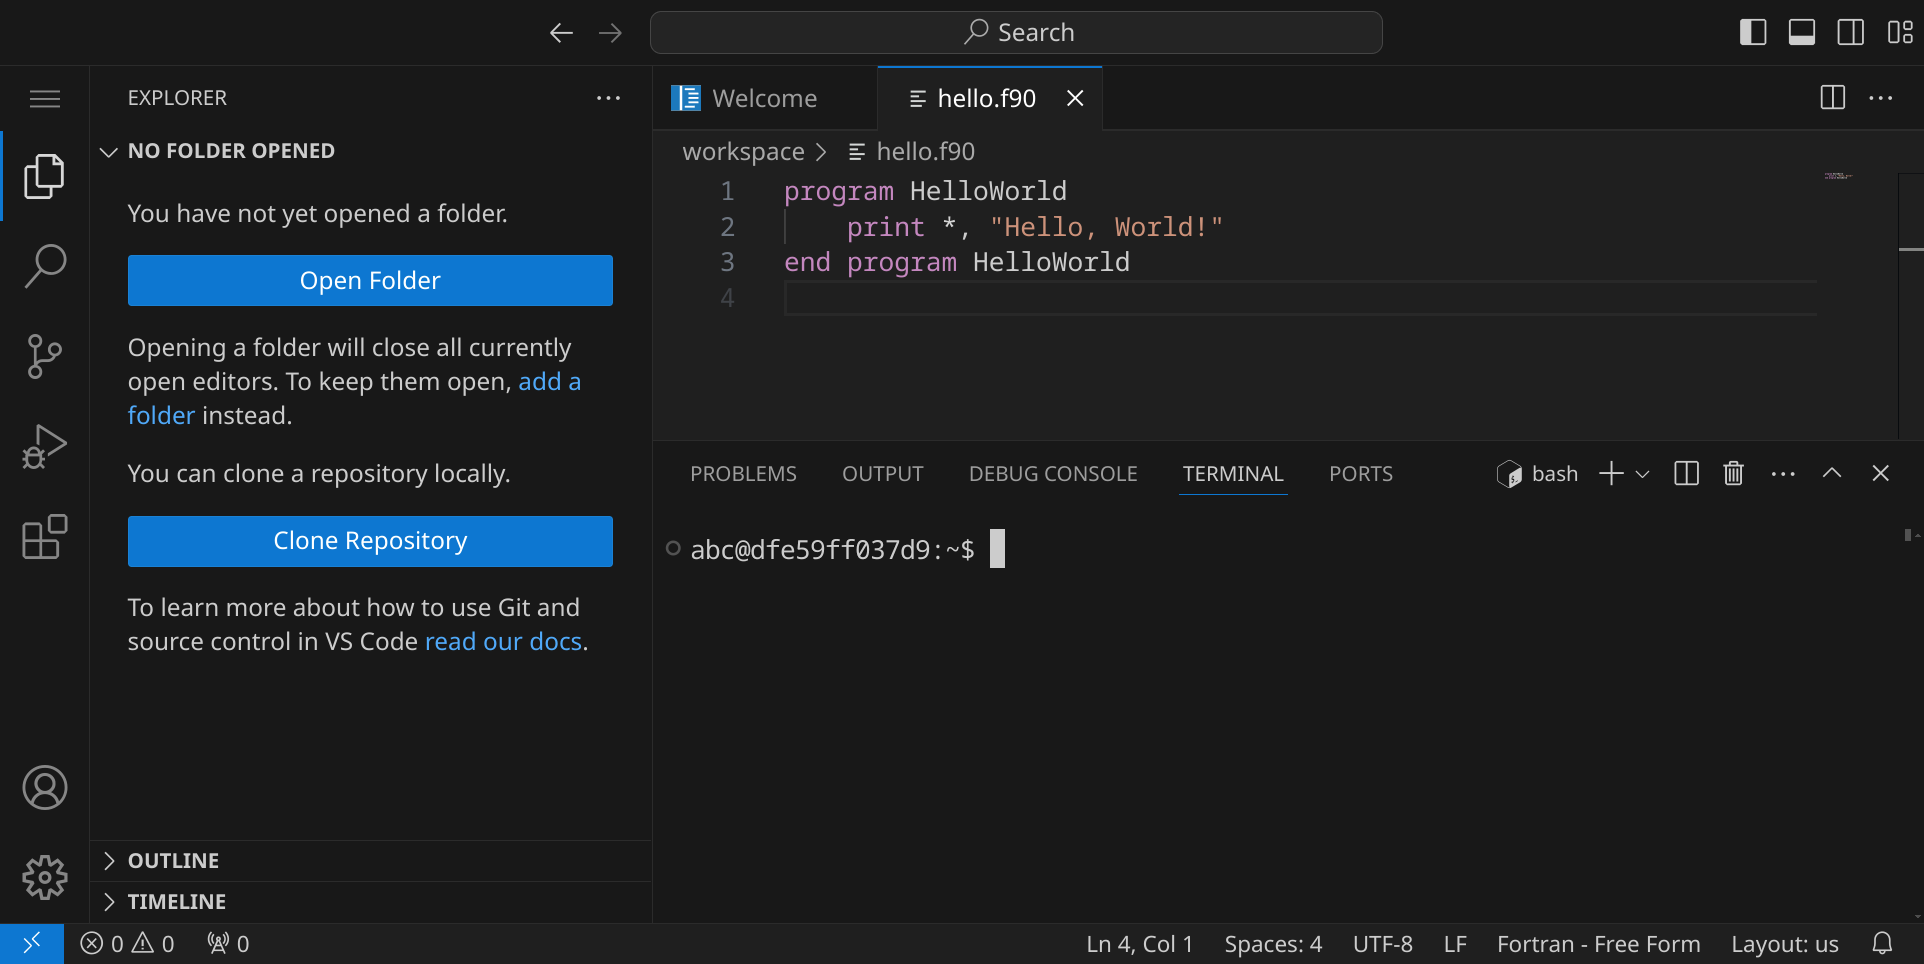 Search
EXPLORER
NO FOLDER OPENED
You have not yet opened a folder.
Open Folder
Opening a folder will close all currently
open editors. To keep them open, add a
folder instead.
You can clone a repository locally.
Clone Repository
To learn more about how to use Git and
source control in VS Code read our docs.
OUTLINE
TIMELINE
Welcome
hello.f90
workspace hello.f90
1 program HelloWorld
2 print *, "Hello, World!"
3 end program HelloWorld
4
PROBLEMS OUTPUT DEBUG CONSOLE TERMINAL PORTS bash
abc@dfe59ff037d9:~$
0 0 0 Ln 4, Col 1 Spaces: 4 UTF-8 LF Fortran - Free Form Layout: us